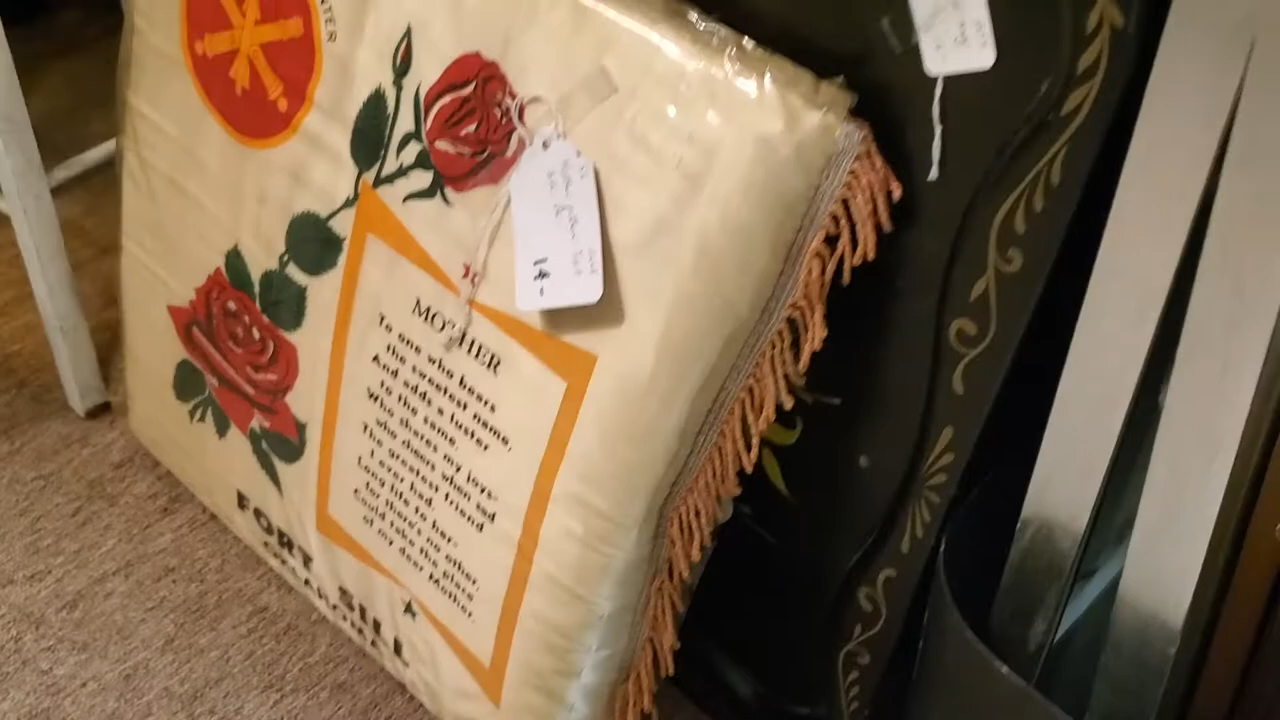 MOTHER
To one who bears
the sweetest name,
And adds a luster
to the same.
Who shares my joys-
who cheers when sad
The greatest friend
I ever had.
Long life to her-
for there's no other,
Could take the place
of my dear Mother.
FORT SILL
OKLAHOMA
14-